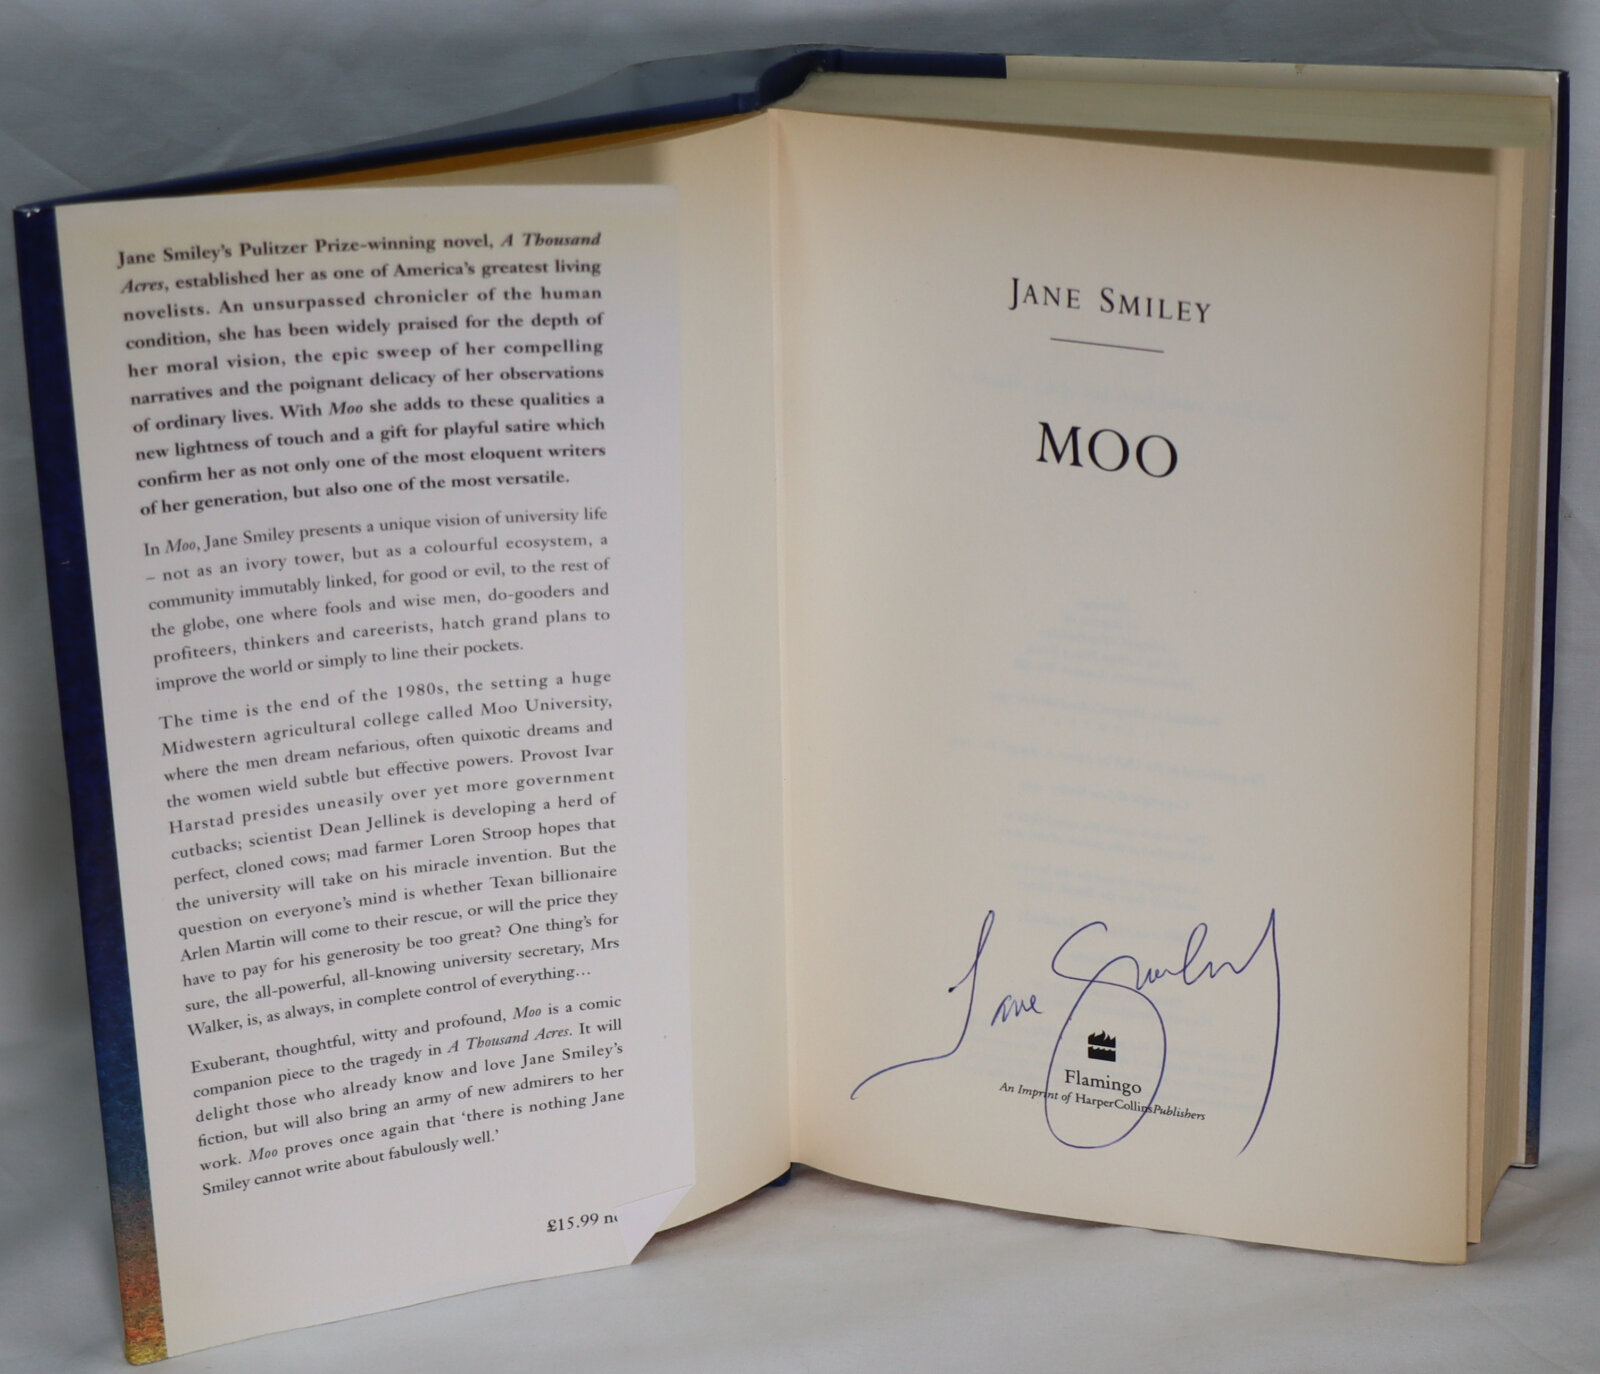 Jane Smiley's Pulitzer Prize-winning novel, A Thousand
Acres, established her as one of America's greatest living
novelists. An unsurpassed chronicler of the human
condition, she has been widely praised for the depth of
her moral vision, the epic sweep of her compelling
narratives and the poignant delicacy of her observations
of ordinary lives. With Moo she adds to these qualities a
new lightness of touch and a gift for playful satire which
confirm her as not only one of the most eloquent writers
of her generation, but also one of the most versatile.
In Moo, Jane Smiley presents a unique vision of university life
– not as an ivory tower, but as a colourful ecosystem, a
community immutably linked, for good or evil, to the rest of
the globe, one where fools and wise men, do-gooders and
profiteers, thinkers and careerists, hatch grand plans to
improve the world or simply to line their pockets.
The time is the end of the 1980s, the setting a huge
Midwestern agricultural college called Moo University,
where the men dream nefarious, often quixotic dreams and
the women wield subtle but effective powers. Provost Ivar
Harstad presides uneasily over yet more government
cutbacks; scientist Dean Jellinek is developing a herd of
perfect, cloned cows; mad farmer Loren Stroop hopes that
the university will take on his miracle invention. But the
question on everyone's mind is whether Texan billionaire
Arlen Martin will come to their rescue, or will the price they
have to pay for his generosity be too great? One thing's for
sure, the all-powerful, all-knowing university secretary, Mrs
Walker, is, as always, in complete control of everything...
Exuberant, thoughtful, witty and profound, Moo is a comic
companion piece to the tragedy in A Thousand Acres. It will
delight those who already know and love Jane Smiley's
fiction, but will also bring an army of new admirers to her
work. Moo proves once again that 'there is nothing Jane
Smiley cannot write about fabulously well.'
£15.99
JANE SMILEY
MOO
Jane Smiley
Flamingo
An Imprint of HarperCollinsPublishers